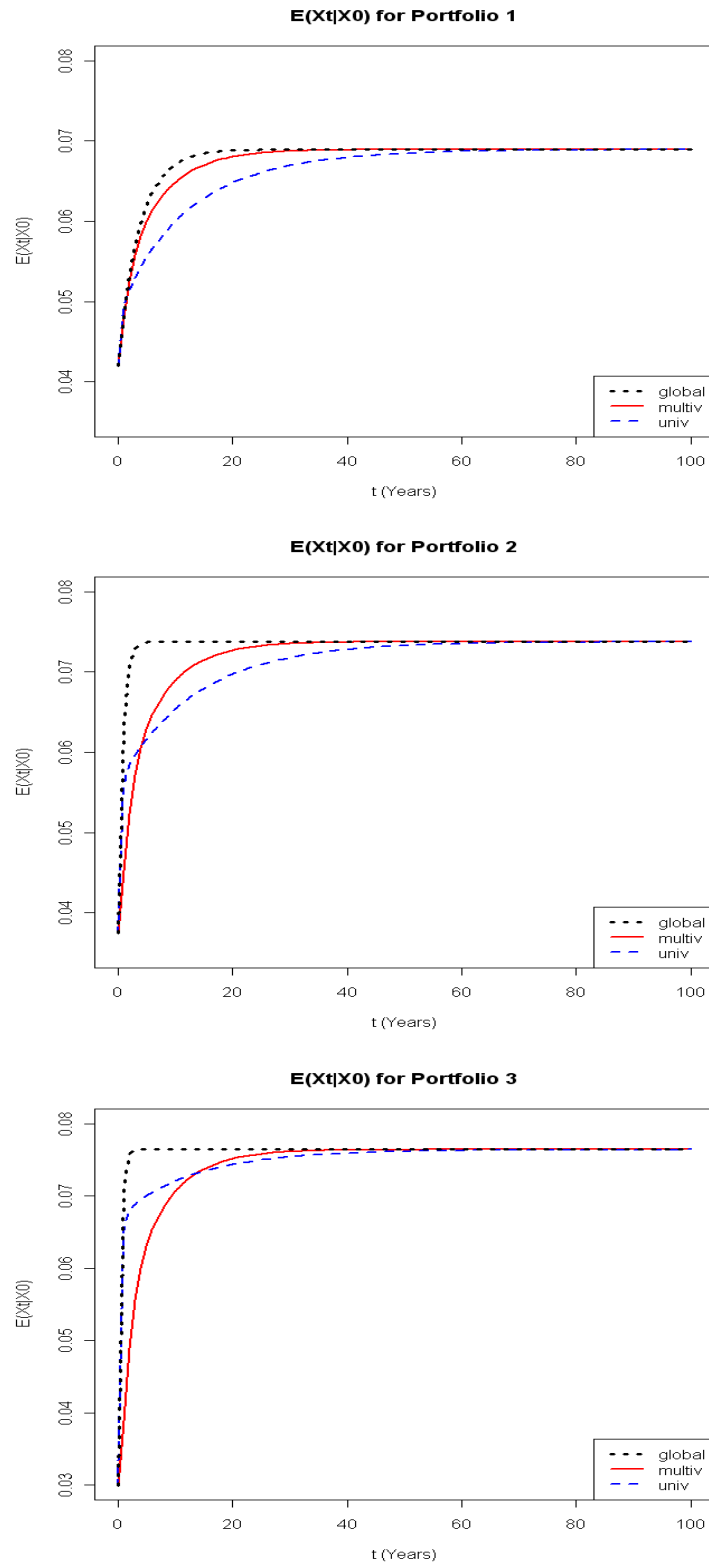 E(Xt|X0) for Portfolio 1
E(Xt|X0)
0.08
0.07
0.06
0.05
0.04
global
multiv
univ
0 20 40 60 80 100
t (Years)
E(Xt|X0) for Portfolio 2
E(Xt|X0)
0.08
0.07
0.06
0.05
0.04
global
multiv
univ
0 20 40 60 80 100
t (Years)
E(Xt|X0) for Portfolio 3
E(Xt|X0)
0.08
0.07
0.06
0.05
0.04
0.03
global
multiv
univ
0 20 40 60 80 100
t (Years)